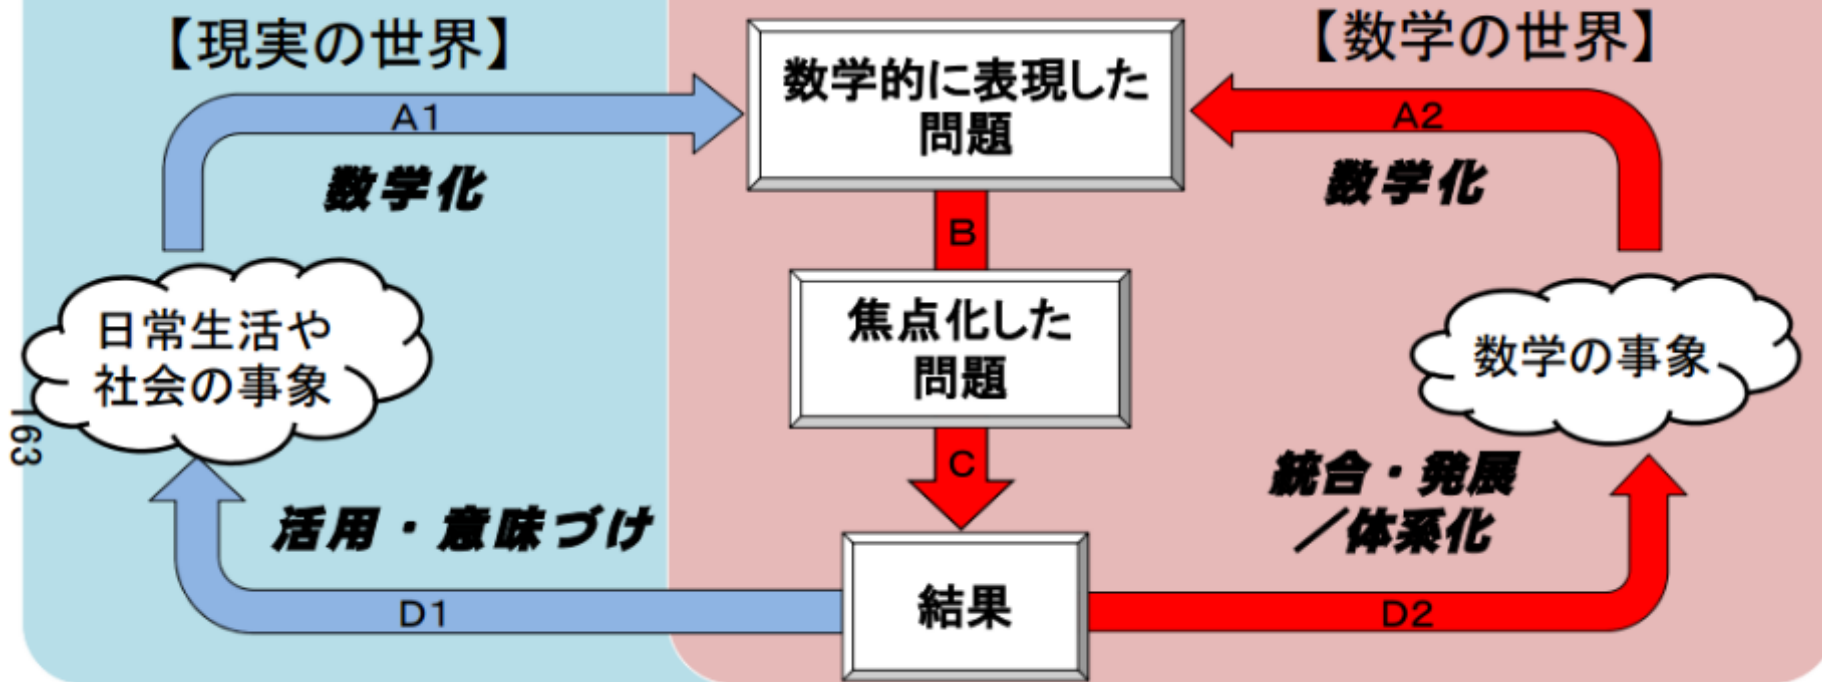 【現実の世界】
【数学の世界】
A1
数学化
数学的に表現した
問題
A2
数学化
B
日常生活や
社会の事象
焦点化した
問題
数学の事象
163
C
活用・意味づけ
統合・発展
／体系化
D1
結果
D2